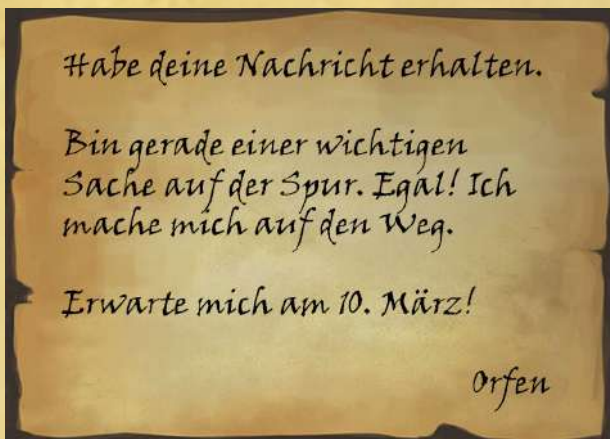 Habe deine Nachricht erhalten.
Bin gerade einer wichtigen
Sache auf der Spur. Egal! Ich
mache mich auf den Weg.
Erwarte mich am 10. März!
Orfen